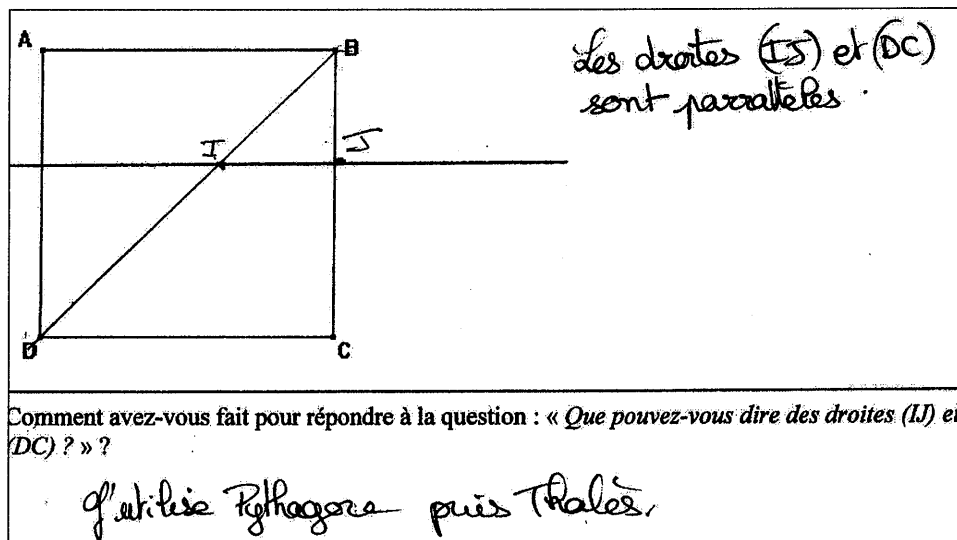 A
B
Les droites (IJ) et (DC)
sont parrallèles.
I
J
D
C
Comment avez-vous fait pour répondre à la question : « Que pouvez-vous dire des droites (IJ) et
(DC) ? » ?
J'utilise Pythagore puis Thalès.